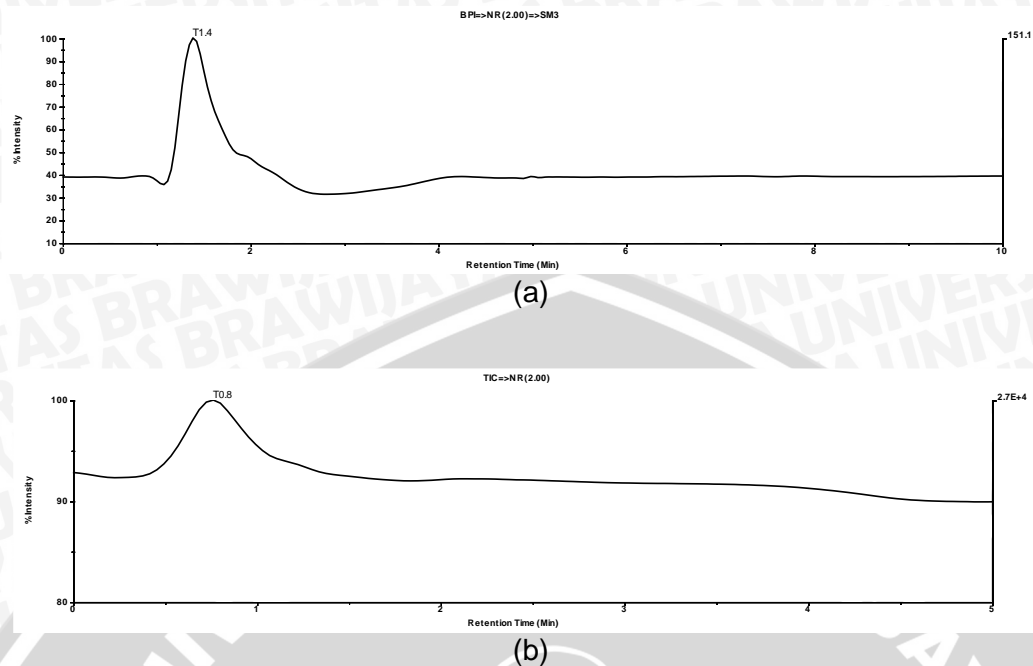 BPI=>NR(2.00)=>SM3
T1.4
151.1
100
90
80
70
60
50
40
30
20
10
% Intensity
0 2 4 6 8 10
Retention Time (Min)
(a)
TIC=>NR(2.00)
T0.8
2.7E+4
100
90
80
% Intensity
0 1 2 3 4 5
Retention Time (Min)
(b)